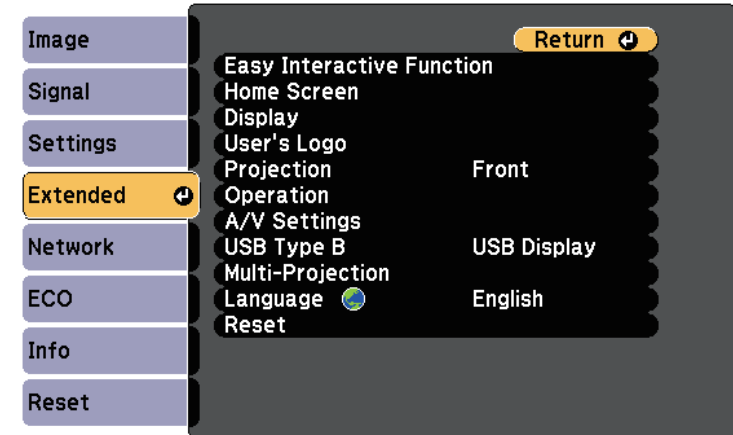 Image
Signal
Settings
Extended
Network
ECO
Info
Reset
Return
Easy Interactive Function
Home Screen
Display
User's Logo
Projection Front
Operation
A/V Settings
USB Type B USB Display
Multi-Projection
Language English
Reset